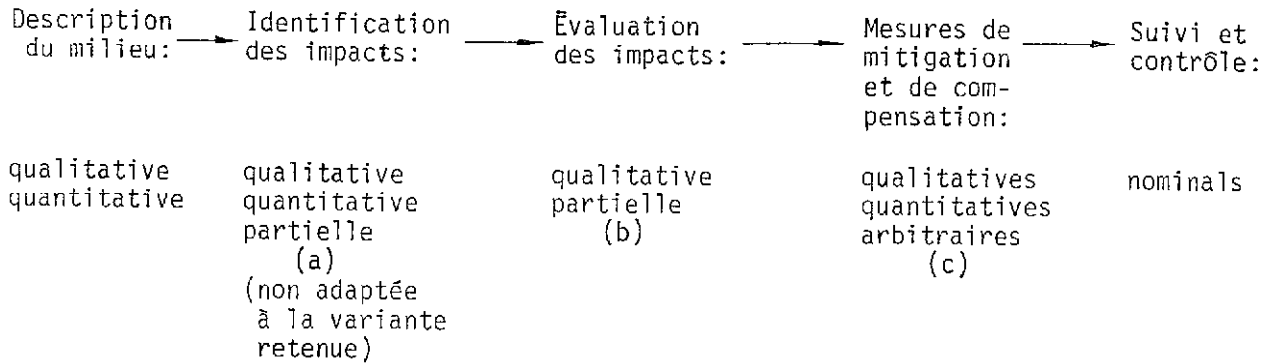 Description
du milieu:
Identification
des impacts:
Évaluation
des impacts:
Mesures de
mitigation
et de com-
pensation:
Suivi et
contrôle:
qualitative
quantitative
qualitative
quantitative
partielle
(a)
(non adaptée
à la variante
retenue)
qualitative
partielle
(b)
qualitatives
quantitatives
arbitraires
(c)
nominals